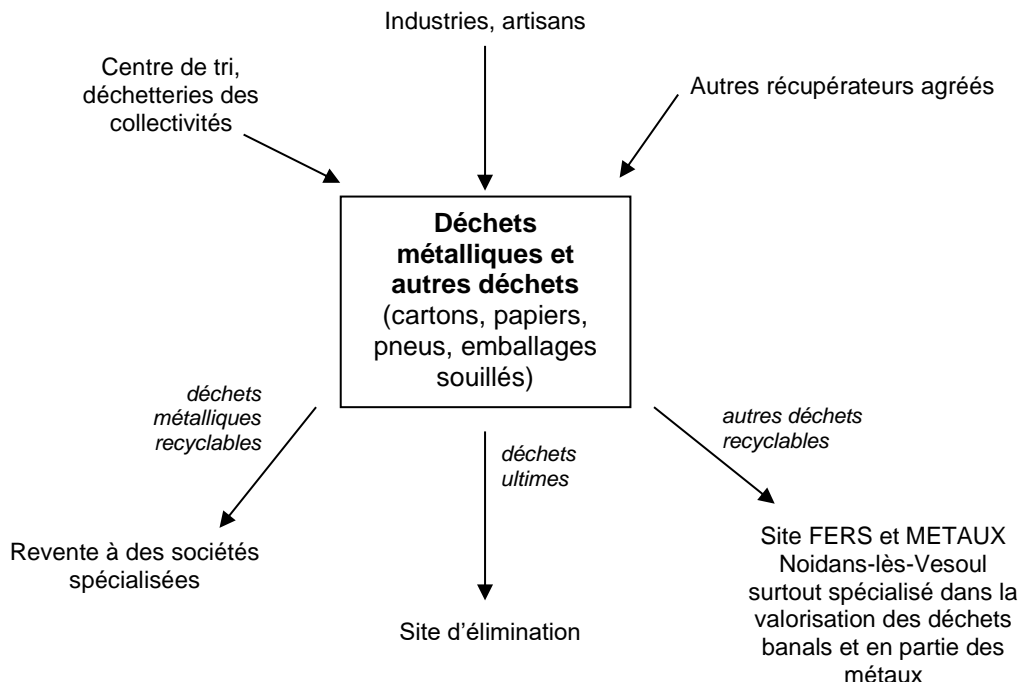 Industries, artisans
Centre de tri,
déchetteries des
collectivités
Autres récupérateurs agréés
Déchets
métalliques et
autres déchets
(cartons, papiers,
pneus, emballages
souillés)
déchets
métalliques
recyclables
déchets
ultimes
autres déchets
recyclables
Revente à des sociétés
spécialisées
Site d'élimination
Site FERS et METAUX
Noidans-lès-Vesoul
surtout spécialisé dans la
valorisation des déchets
banals et en partie des
métaux